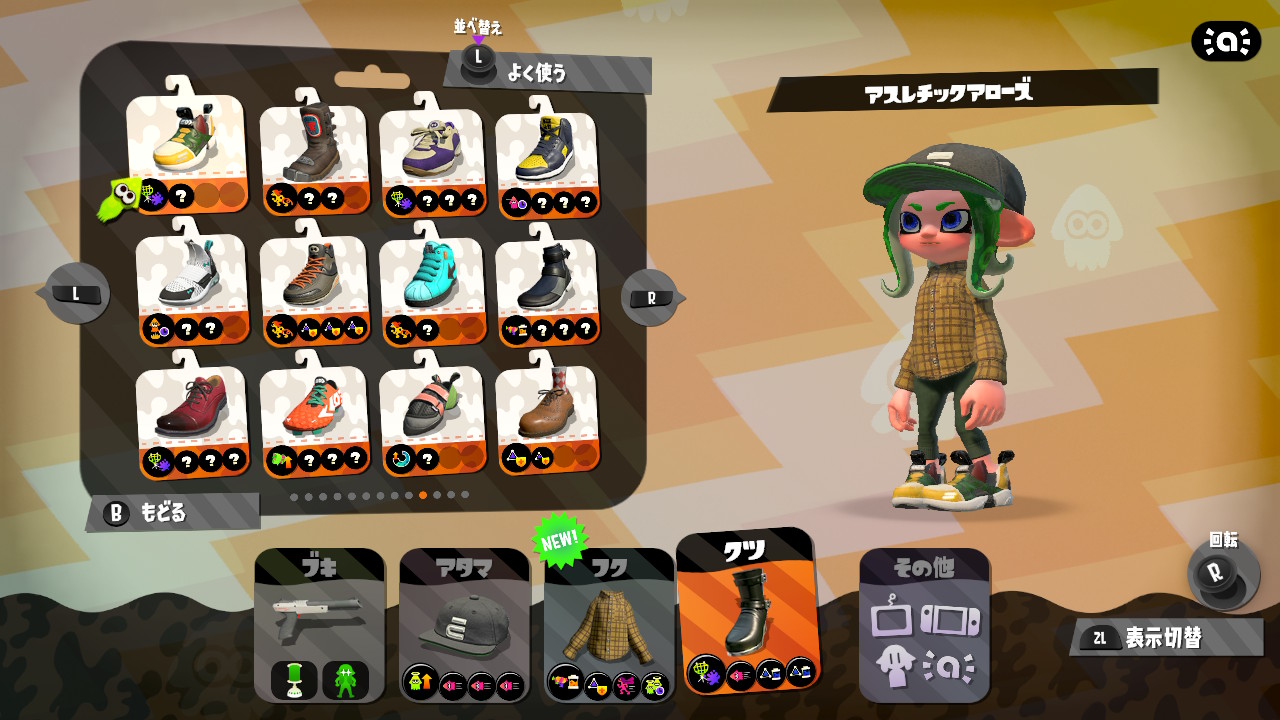 並べ替え
L
よく使う
アスレチックアローズ
a
L
R
? 
? ?
? ? ?
? ? ?
? ?
?
? ? ?
? ? ?
? ? ?
?
B もどる
NEW!
ブキ
アタマ
フク
クツ
その他
a
回転
R
ZL 表示切替